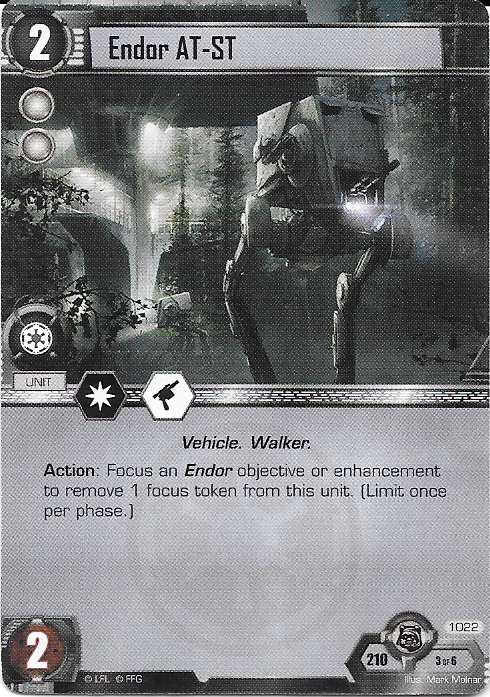 2
Endor AT-ST
UNIT
Vehicle. Walker.
Action: Focus an Endor objective or enhancement
to remove 1 focus token from this unit. (Limit once
per phase.)
2
© LFL © FFG
210
3 OF 6
1022
Illus. Mark Molnar